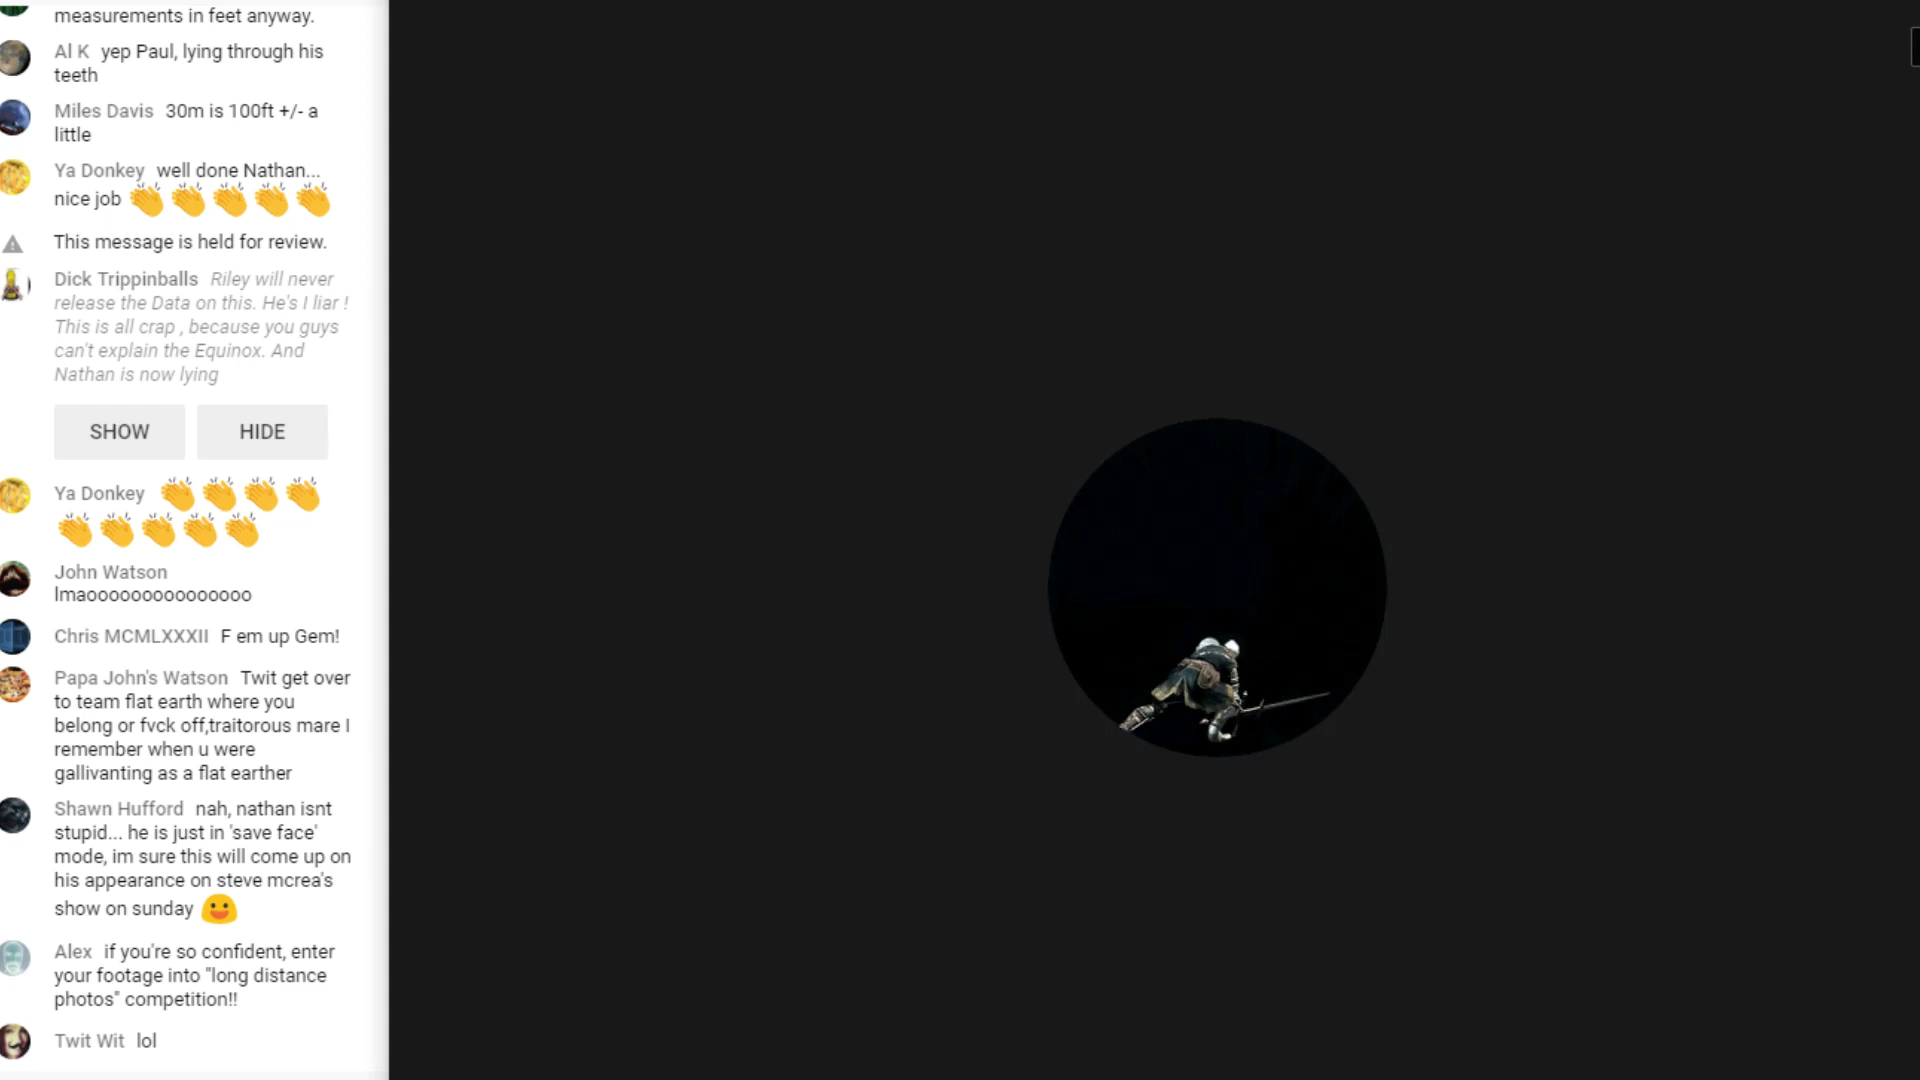 measurements in feet anyway.
Al K yep Paul, lying through his
teeth
Miles Davis 30m is 100ft +/- a
little
Ya Donkey well done Nathan...
nice job 👏👏👏👏👏
This message is held for review.
Dick Trippinballs Riley will never
release the Data on this. He's I liar !
This is all crap , because you guys
can't explain the Equinox. And
Nathan is now lying
SHOW HIDE
Ya Donkey 👏👏👏👏
👏👏👏👏👏
John Watson
lmaooooooooooooooo
Chris MCMLXXXII F em up Gem!
Papa John's Watson Twit get over
to team flat earth where you
belong or fvck off,traitorous mare I
remember when u were
gallivanting as a flat earther
Shawn Hufford nah, nathan isnt
stupid... he is just in 'save face'
mode, im sure this will come up on
his appearance on steve mcrea's
show on sunday 😃
Alex if you're so confident, enter
your footage into "long distance
photos" competition!!
Twit Wit lol